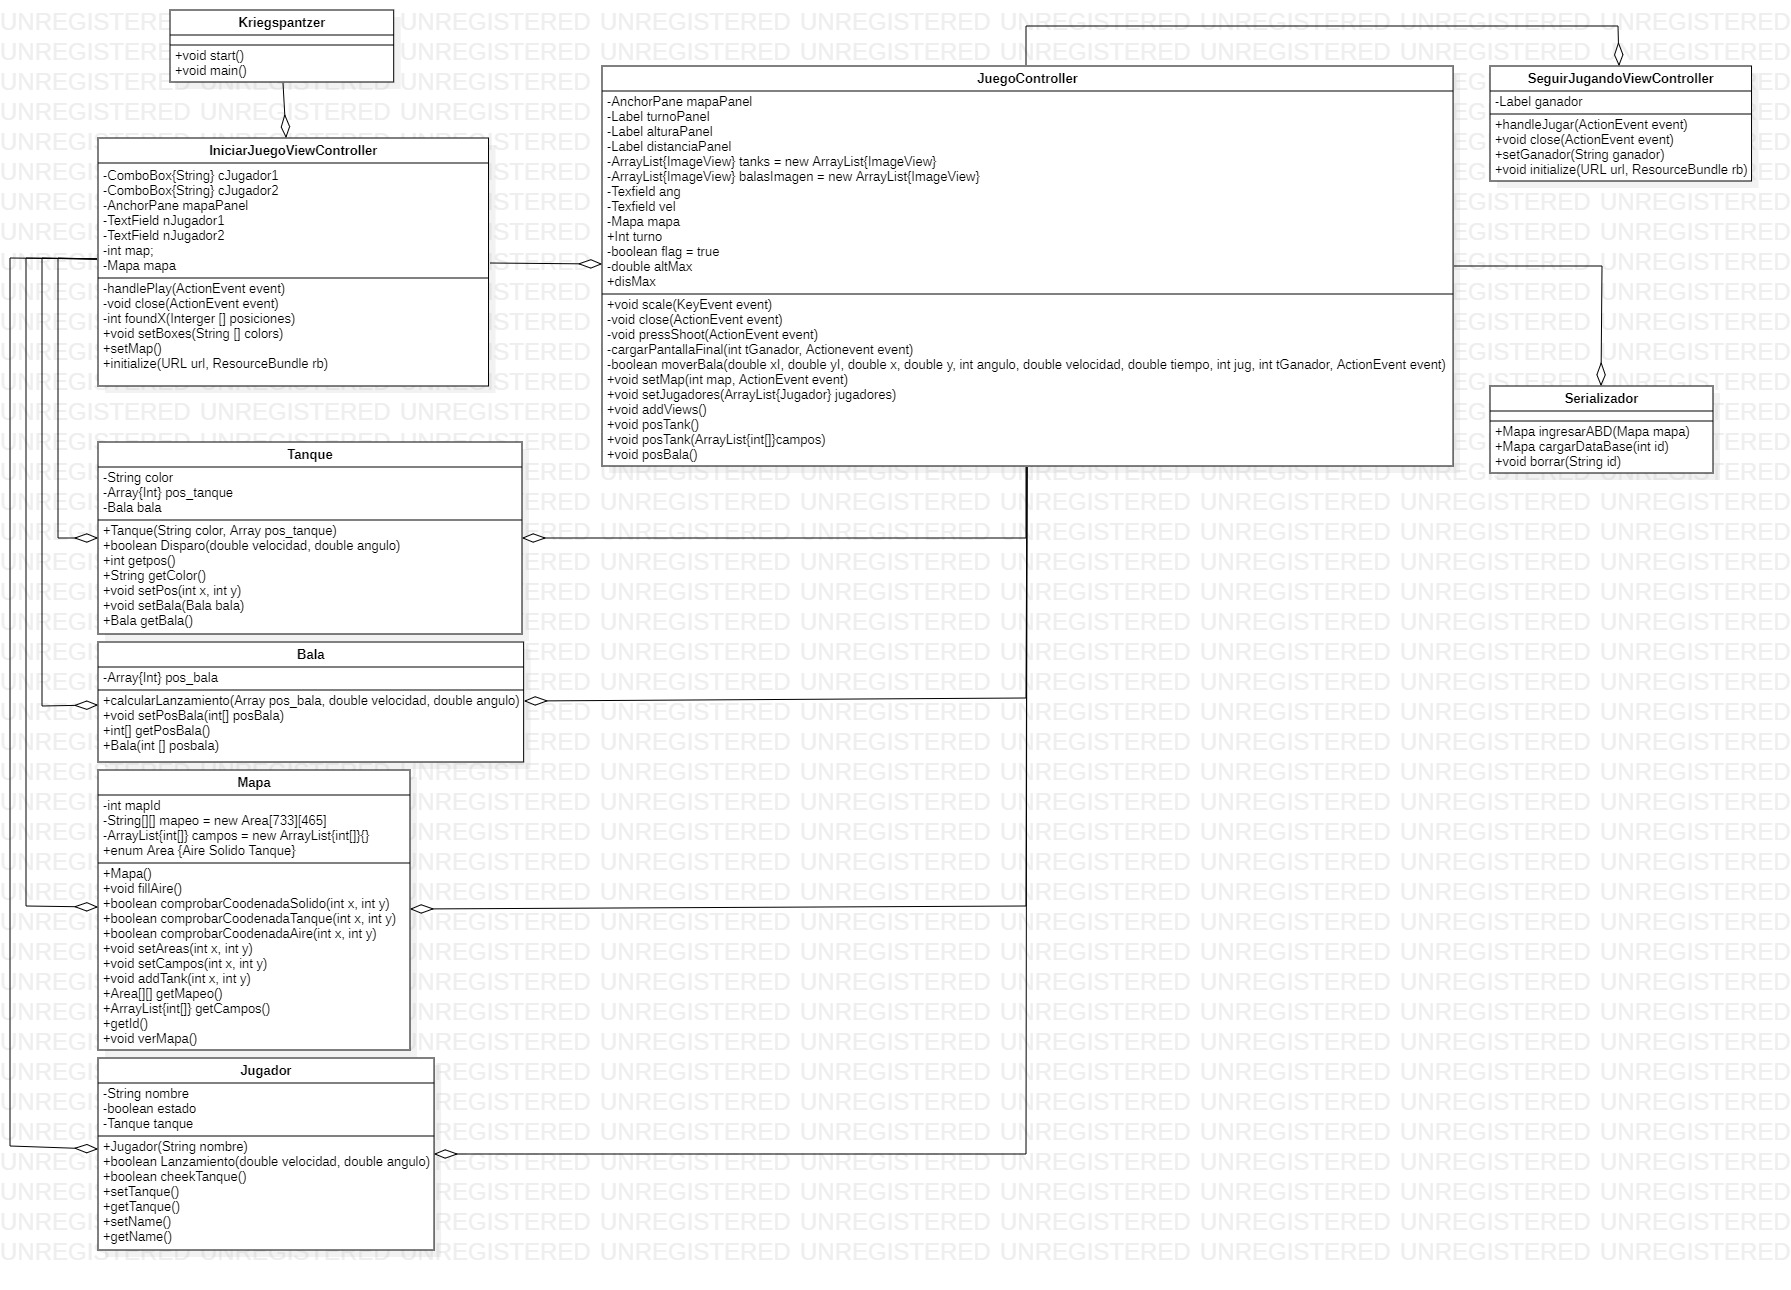 Kriegspantzer
+void start()
+void main()
IniciarJuegoViewController
-ComboBox{String} cJugador1
-ComboBox{String} cJugador2
-AnchorPane mapaPanel
-TextField nJugador1
-TextField nJugador2
-int map;
-Mapa mapa
-handlePlay(ActionEvent event)
-void close(ActionEvent event)
-int foundX(Interger [] posiciones)
+void setBoxes(String [] colors)
+setMap()
+initialize(URL url, ResourceBundle rb)
JuegoController
-AnchorPane mapaPanel
-Label turnoPanel
-Label alturaPanel
-Label distanciaPanel
-ArrayList{ImageView} tanks = new ArrayList{ImageView}
-ArrayList{ImageView} balasImagen = new ArrayList{ImageView}
-Texfield ang
-Texfield vel
-Mapa mapa
+Int turno
-boolean flag = true
-double altMax
+disMax
+void scale(KeyEvent event)
-void close(ActionEvent event)
-void pressShoot(ActionEvent event)
-cargarPantallaFinal(int tGanador, Actionevent event)
-boolean moverBala(double xI, double yI, double x, double y, int angulo, double velocidad, double tiempo, int jug, int tGanador, ActionEvent event)
+void setMap(int map, ActionEvent event)
+void setJugadores(ArrayList{Jugador} jugadores)
+void addViews()
+void posTank()
+void posTank(ArrayList{int[]}campos)
+void posBala()
SeguirJugandoViewController
-Label ganador
+handleJugar(ActionEvent event)
+void close(ActionEvent event)
+setGanador(String ganador)
+void initialize(URL url, ResourceBundle rb)
Serializador
+Mapa ingresarABD(Mapa mapa)
+Mapa cargarDataBase(int id)
+void borrar(String id)
Tanque
-String color
-Array{Int} pos_tanque
-Bala bala
+Tanque(String color, Array pos_tanque)
+boolean Disparo(double velocidad, double angulo)
+int getpos()
+String getColor()
+void setPos(int x, int y)
+void setBala(Bala bala)
+Bala getBala()
Bala
-Array{Int} pos_bala
+calcularLanzamiento(Array pos_bala, double velocidad, double angulo)
+void setPosBala(int[] posBala)
+int[] getPosBala()
+Bala(int [] posbala)
Mapa
-int mapId
-String[][] mapeo = new Area[733][465]
-ArrayList{int[]} campos = new ArrayList{int[]}{}
+enum Area {Aire Solido Tanque}
+Mapa()
+void fillAire()
+boolean comprobarCoodenadaSolido(int x, int y)
+boolean comprobarCoodenadaTanque(int x, int y)
+boolean comprobarCoodenadaAire(int x, int y)
+void setAreas(int x, int y)
+void setCampos(int x, int y)
+void addTank(int x, int y)
+Area[][] getMapeo()
+ArrayList{int[]} getCampos()
+getId()
+void verMapa()
Jugador
-String nombre
-boolean estado
-Tanque tanque
+Jugador(String nombre)
+boolean Lanzamiento(double velocidad, double angulo)
+boolean cheekTanque()
+setTanque()
+getTanque()
+setName()
+getName()